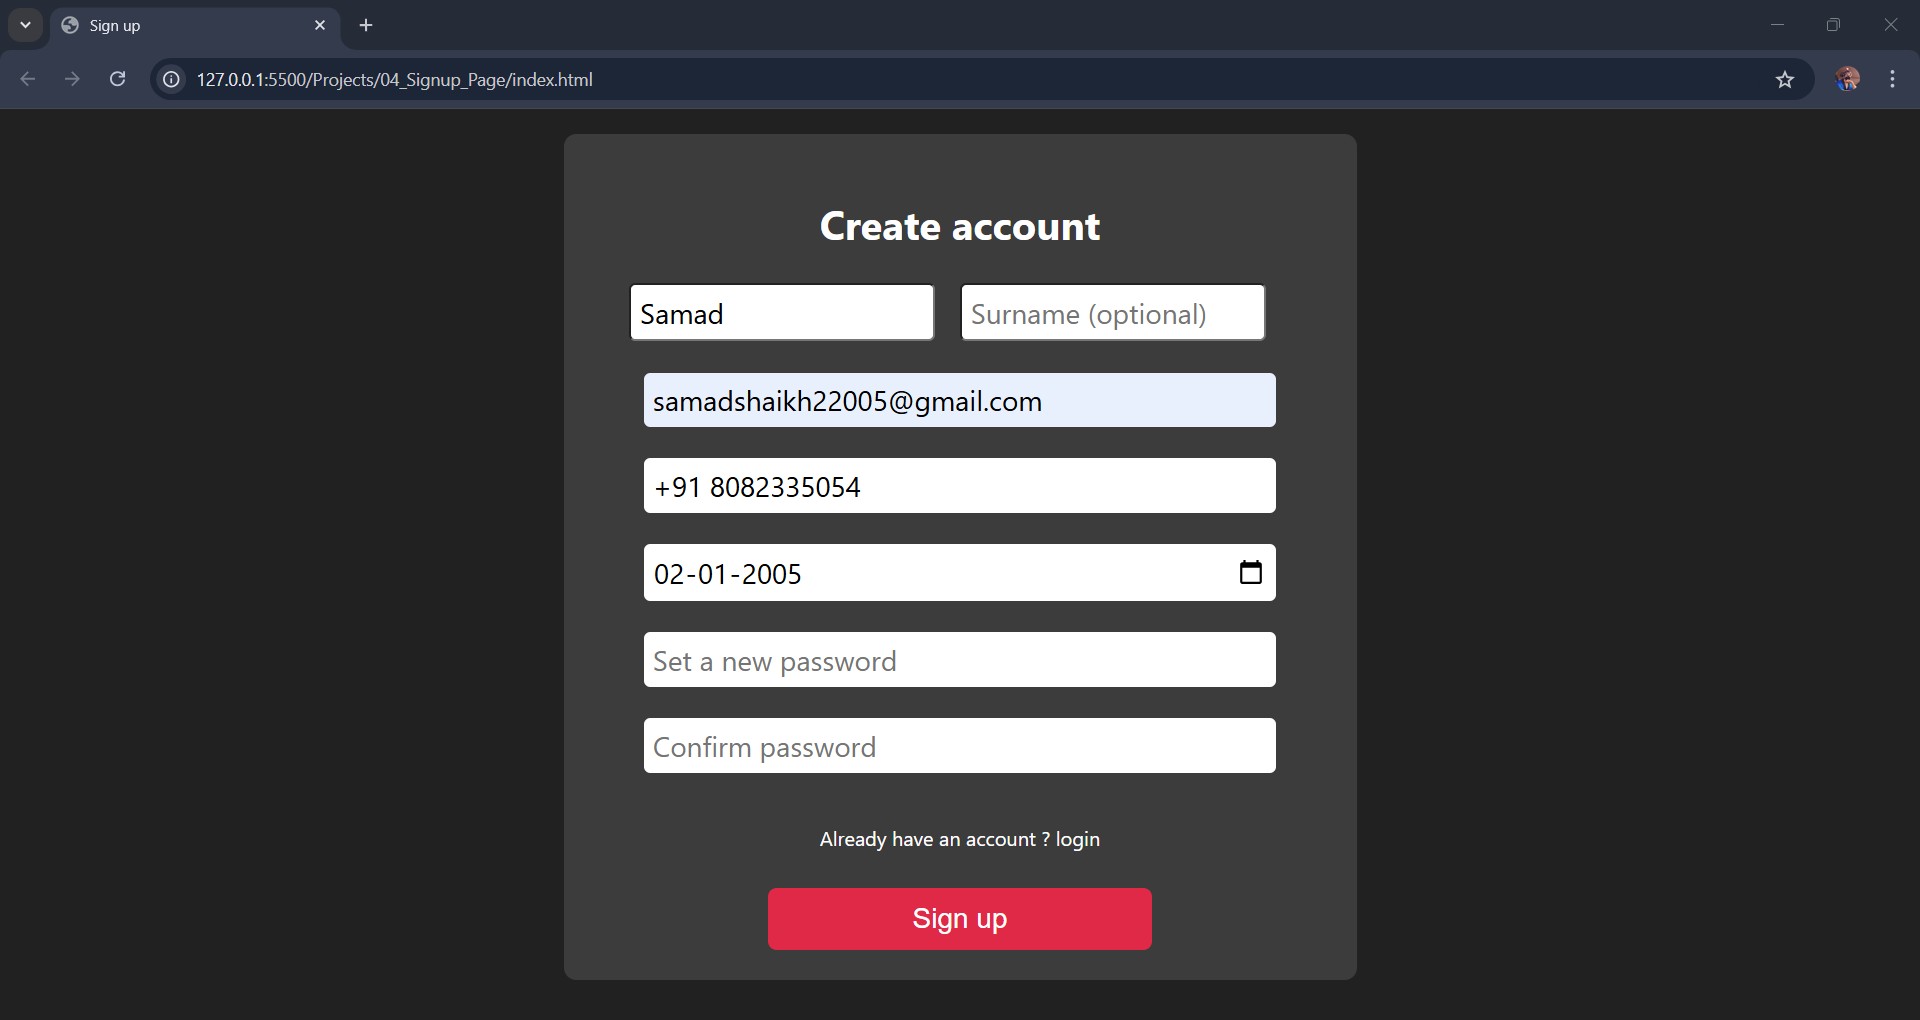 Sign up
127.0.0.1:5500/Projects/04_Signup_Page/index.html
Create account
Samad Surname (optional)
samadshaikh22005@gmail.com
+91 8082335054
02-01-2005
Set a new password
Confirm password
Already have an account ? login
Sign up